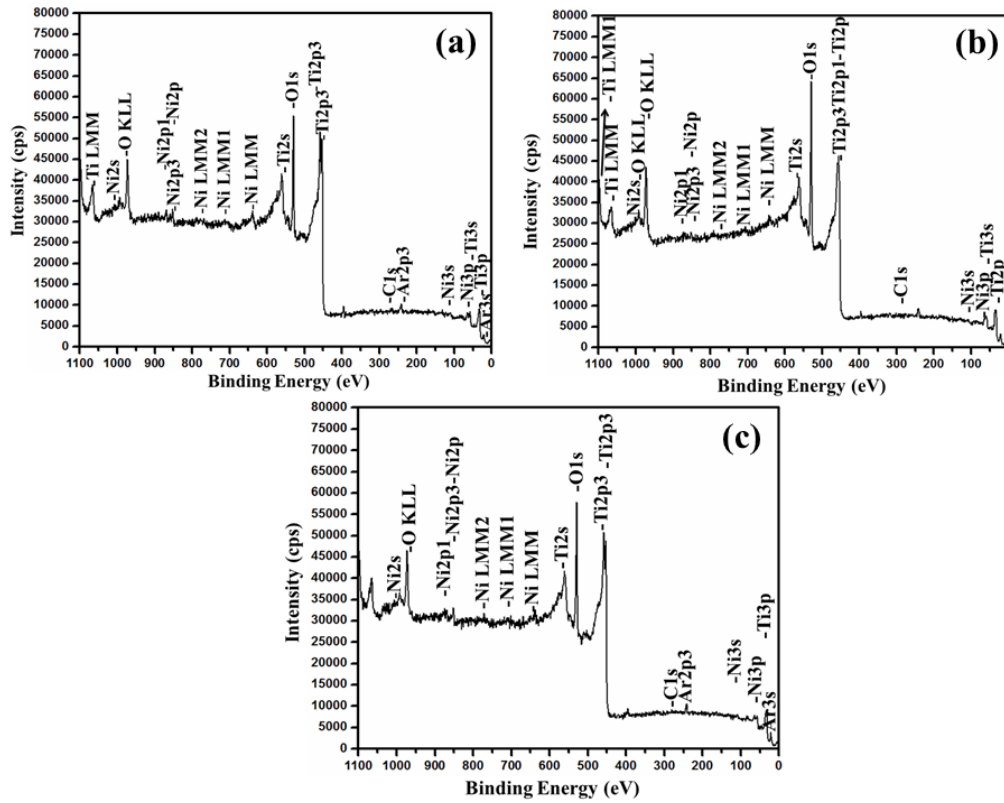 (a)
80000
75000
70000
65000
60000
55000
50000
45000
40000
35000
30000
25000
20000
15000
10000
5000
0
Intensity (cps)
Ti LMM
-Ni2s
-O KLL
-Ni2p1
Ni2p3
-Ni2p
Ni LMM2
-Ni LMM1
-Ni LMM
-Ti2s
-O1s
Ti2p3
-Ti2p3
-C1s
-Ar2p3
-Ni3s
-Ni3p
-Ti3s
-Ti3p
Ar3s
1100 1000 900 800 700 600 500 400 300 200 100 0
Binding Energy (eV)
(b)
80000
75000
70000
65000
60000
55000
50000
45000
40000
35000
30000
25000
20000
15000
10000
5000
0
Intensity (cps)
-Ti LMM
-Ti LMM1
Ni2s
-O KLL
-O KLL
-Ni2p1
-Ni2p3
-Ni2p
-Ni LMM2
-Ni LMM1
-Ni LMM
Ti2s
-O1s
Ti2p3
Ti2p1-Ti2p
-C1s
-Ni3s
-Ni3p
-Ti3s
-Ti2p
1100 1000 900 800 700 600 500 400 300 200 100
Binding Energy (eV)
(c)
80000
75000
70000
65000
60000
55000
50000
45000
40000
35000
30000
25000
20000
15000
10000
5000
0
Intensity (cps)
-Ni2s
-O KLL
-Ni2p1
-Ni2p3-Ni2p
-Ni LMM2
-Ni LMM1
Ni LMM
Ti2s
-O1s
Ti2p3
-Ti2p3
-C1s
-Ar2p3
-Ni3s
-Ni3p
-Ti3p
Ar3s
1100 1000 900 800 700 600 500 400 300 200 100 0
Binding Energy (eV)